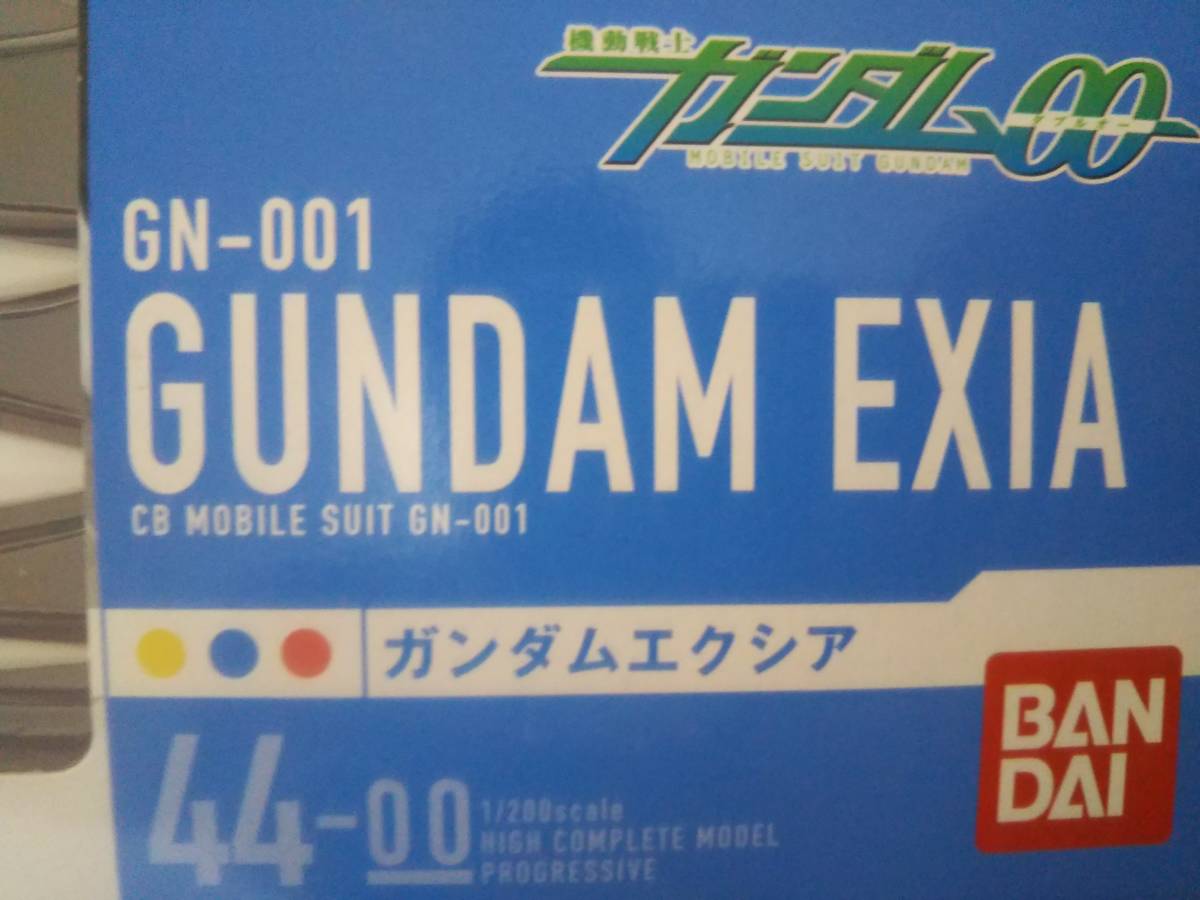 機動戦士
ガンダム00
ダブルオー
MOBILE SUIT GUNDAM
GN-001
GUNDAM EXIA
CB MOBILE SUIT GN-001
ガンダムエクシア
BAN
DAI
44-00
1/200scale
HIGH COMPLETE MODEL
PROGRESSIVE